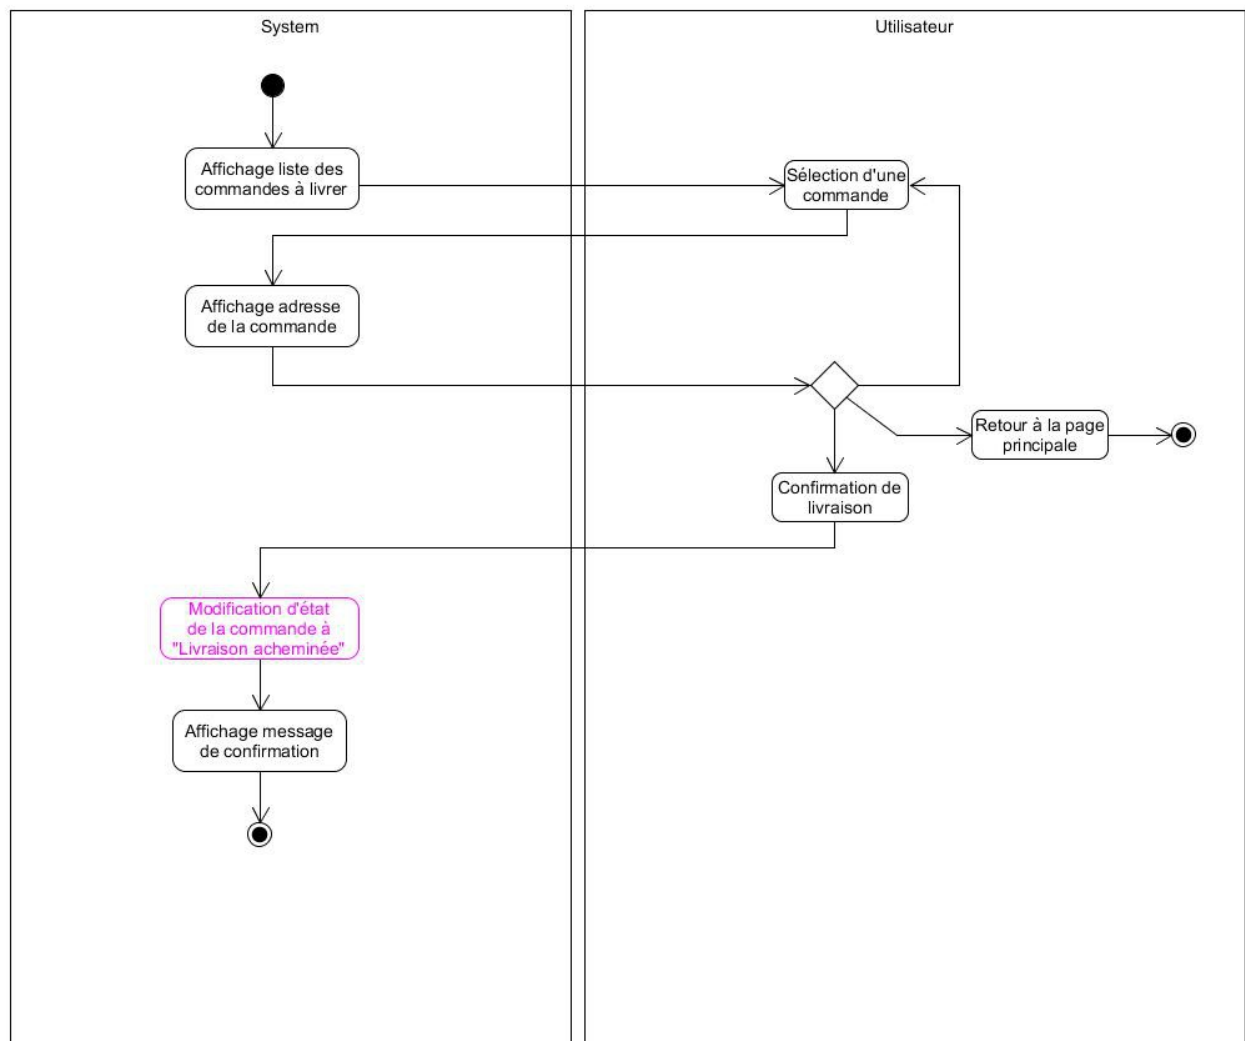 System
Utilisateur
Affichage liste des
commandes à livrer
Sélection d'une
commande
Affichage adresse
de la commande
Retour à la page
principale
Confirmation de
livraison
Modification d'état
de la commande à
"Livraison acheminée"
Affichage message
de confirmation